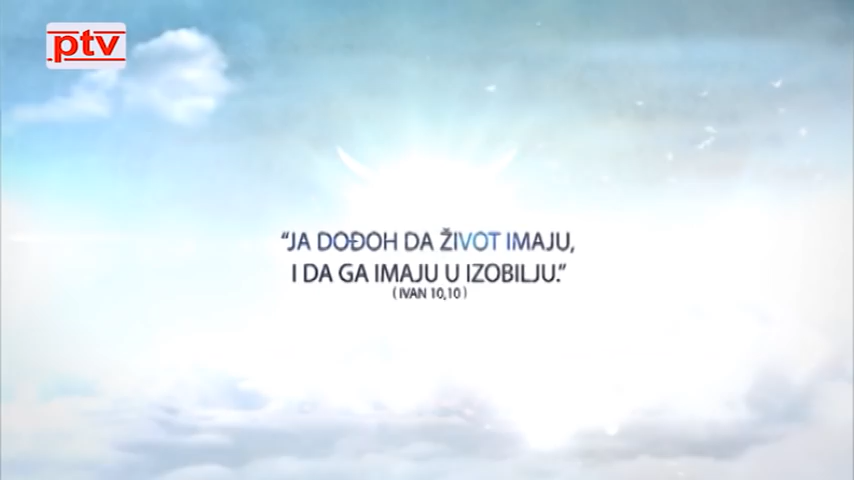 ptv
“JA DOĐOH DA ŽIVOT IMAJU,
I DA GA IMAJU U IZOBILJU.”
( IVAN 10,10 )